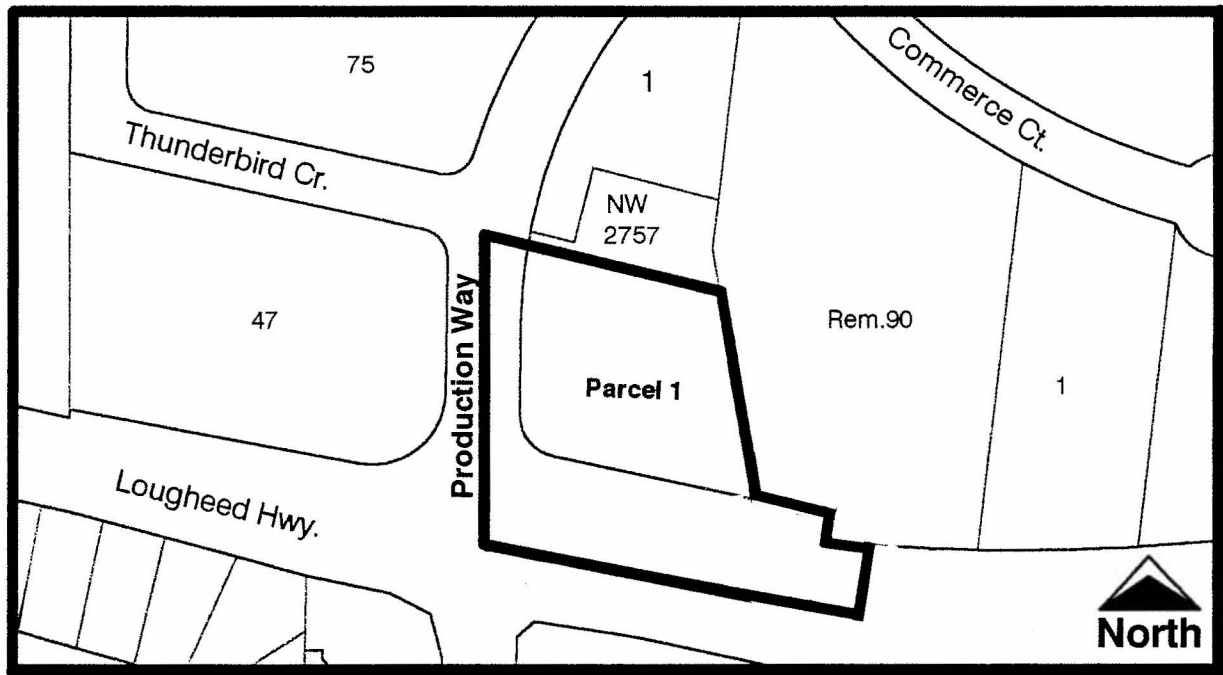 75
1
Commerce Ct.
Thunderbird Cr.
NW
2757
47
Production Way
Rem.90
Parcel 1
1
Lougheed Hwy.
North